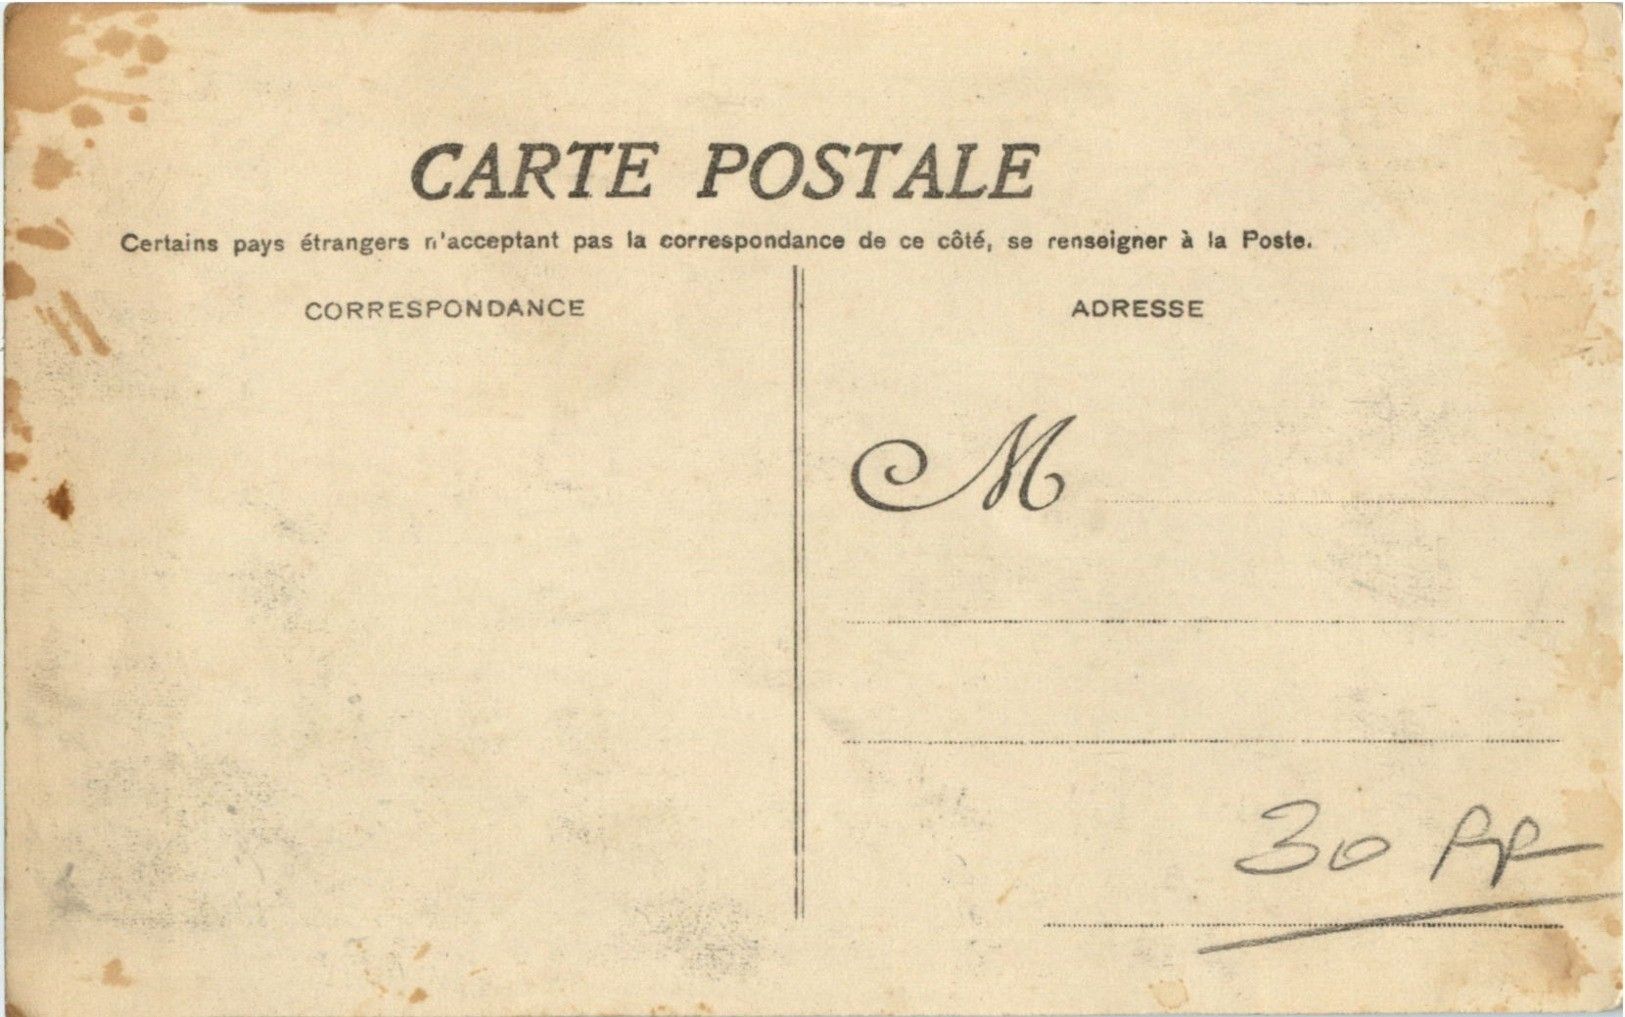 CARTE POSTALE
Certains pays étrangers n'acceptant pas la correspondance de ce côté, se renseigner à la Poste.
CORRESPONDANCE
ADRESSE
M
30